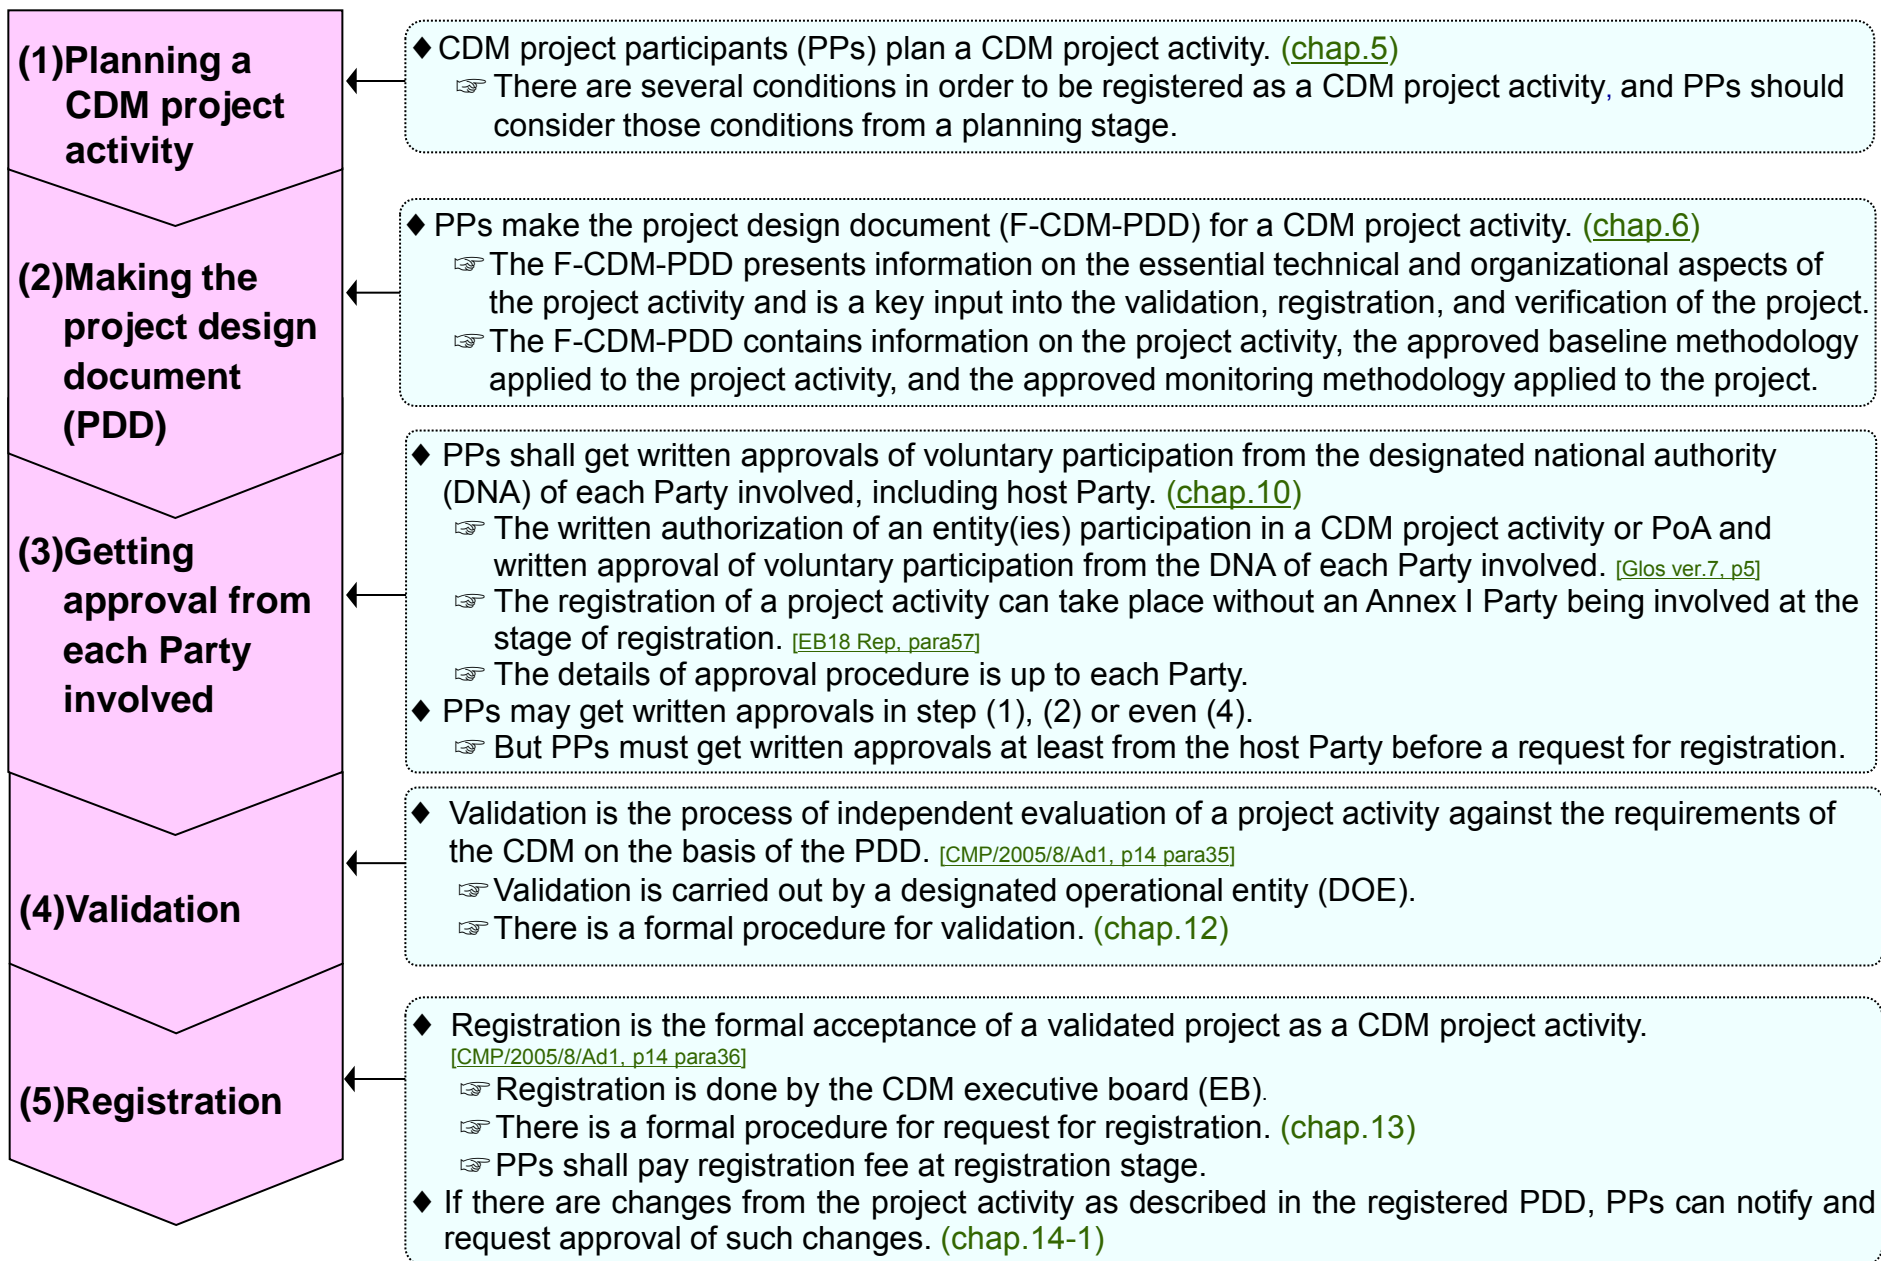 (1)Planning a
CDM project
activity
♦ CDM project participants (PPs) plan a CDM project activity. (chap.5)
☞ There are several conditions in order to be registered as a CDM project activity, and PPs should
consider those conditions from a planning stage.
(2)Making the
project design
document
(PDD)
♦ PPs make the project design document (F-CDM-PDD) for a CDM project activity. (chap.6)
☞ The F-CDM-PDD presents information on the essential technical and organizational aspects of
the project activity and is a key input into the validation, registration, and verification of the project.
☞ The F-CDM-PDD contains information on the project activity, the approved baseline methodology
applied to the project activity, and the approved monitoring methodology applied to the project.
(3)Getting
approval from
each Party
involved
♦ PPs shall get written approvals of voluntary participation from the designated national authority
(DNA) of each Party involved, including host Party. (chap.10)
☞ The written authorization of an entity(ies) participation in a CDM project activity or PoA and
written approval of voluntary participation from the DNA of each Party involved. [Glos ver.7, p5]
☞ The registration of a project activity can take place without an Annex I Party being involved at the
stage of registration. [EB18 Rep, para57]
☞ The details of approval procedure is up to each Party.
♦ PPs may get written approvals in step (1), (2) or even (4).
☞ But PPs must get written approvals at least from the host Party before a request for registration.
(4)Validation
♦ Validation is the process of independent evaluation of a project activity against the requirements of
the CDM on the basis of the PDD. [CMP/2005/8/Ad1, p14 para35]
☞ Validation is carried out by a designated operational entity (DOE).
☞ There is a formal procedure for validation. (chap.12)
(5)Registration
♦ Registration is the formal acceptance of a validated project as a CDM project activity.
[CMP/2005/8/Ad1, p14 para36]
☞ Registration is done by the CDM executive board (EB).
☞ There is a formal procedure for request for registration. (chap.13)
☞ PPs shall pay registration fee at registration stage.
♦ If there are changes from the project activity as described in the registered PDD, PPs can notify and
request approval of such changes. (chap.14-1)